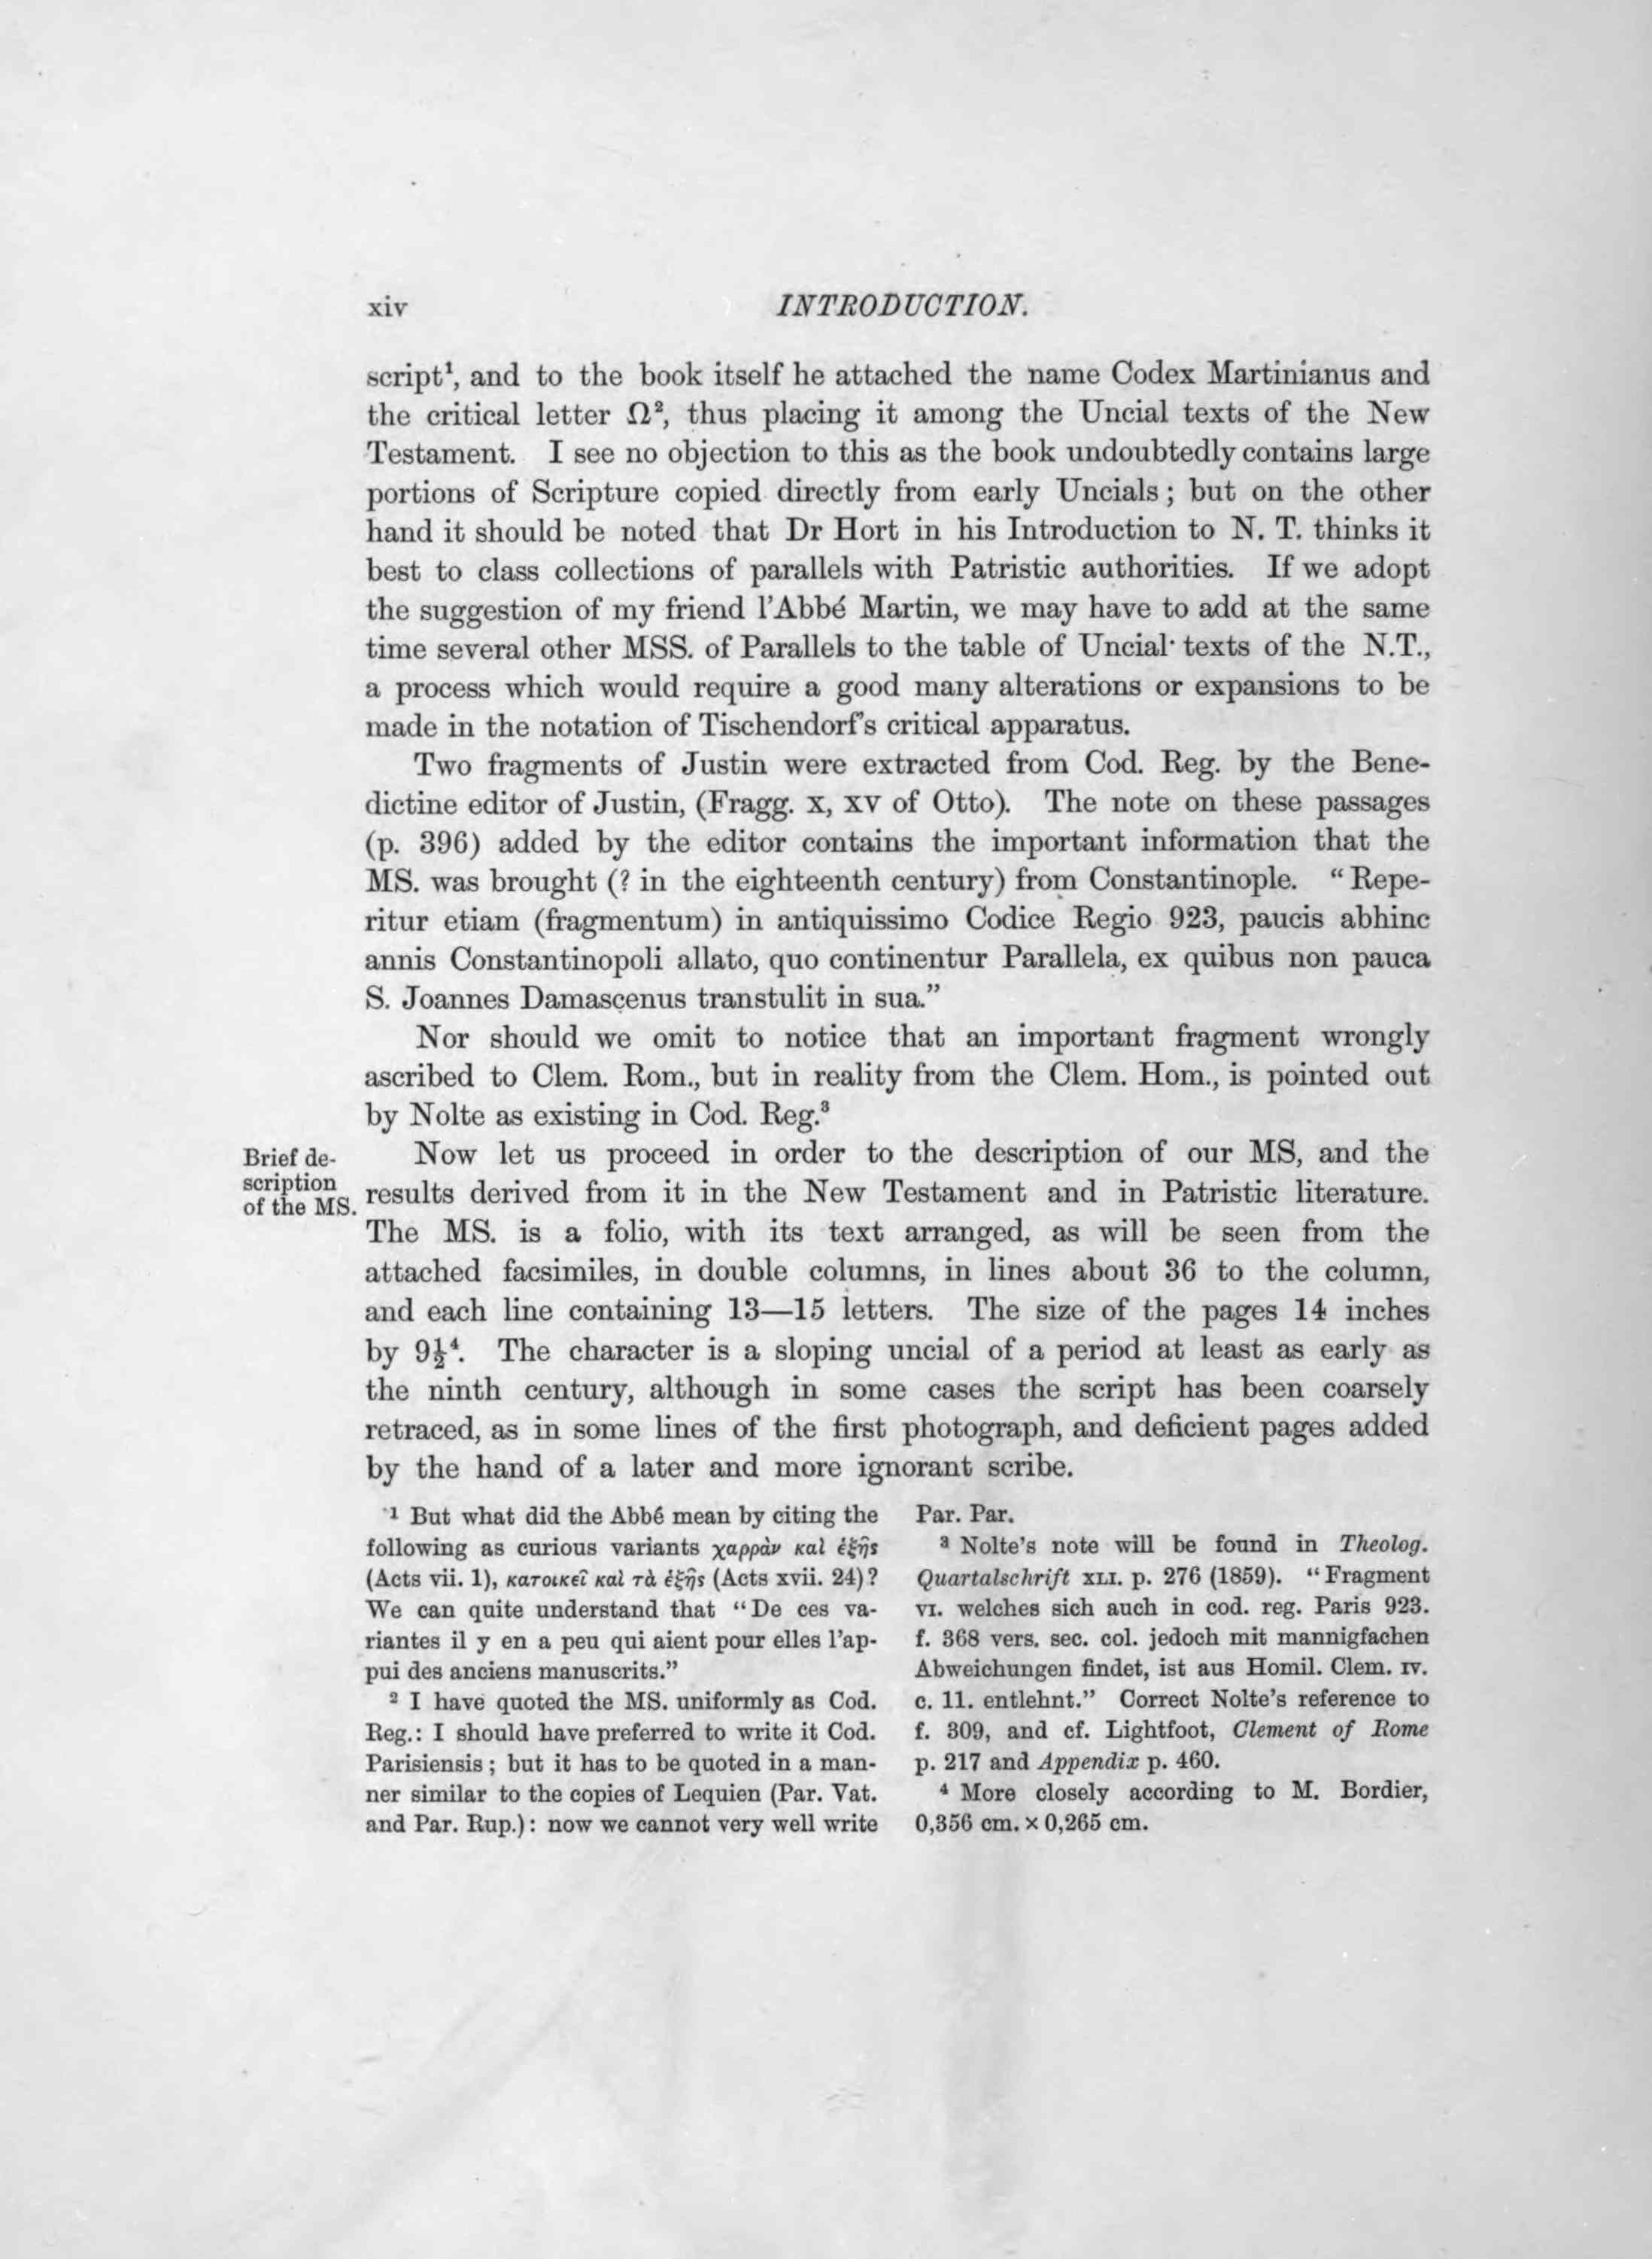 xiv
INTRODUCTION.
script¹, and to the book itself he attached the name Codex Martinianus and
the critical letter Ω², thus placing it among the Uncial texts of the New
Testament. I see no objection to this as the book undoubtedly contains large
portions of Scripture copied directly from early Uncials; but on the other
hand it should be noted that Dr Hort in his Introduction to N. T. thinks it
best to class collections of parallels with Patristic authorities. If we adopt
the suggestion of my friend l'Abbé Martin, we may have to add at the same
time several other MSS. of Parallels to the table of Uncial texts of the N.T.,
a process which would require a good many alterations or expansions to be
made in the notation of Tischendorf's critical apparatus.
Two fragments of Justin were extracted from Cod. Reg. by the Bene-
dictine editor of Justin, (Fragg. x, xv of Otto). The note on these passages
(p. 396) added by the editor contains the important information that the
MS. was brought (? in the eighteenth century) from Constantinople. “Repe-
ritur etiam (fragmentum) in antiquissimo Codice Regio 923, paucis abhinc
annis Constantinopoli allato, quo continentur Parallela, ex quibus non pauca
S. Joannes Damascenus transtulit in sua.”
Nor should we omit to notice that an important fragment wrongly
ascribed to Clem. Rom., but in reality from the Clem. Hom., is pointed out
by Nolte as existing in Cod. Reg.³
Brief de-
scription
of the MS.
Now let us proceed in order to the description of our MS, and the
results derived from it in the New Testament and in Patristic literature.
The MS. is a folio, with its text arranged, as will be seen from the
attached facsimiles, in double columns, in lines about 36 to the column,
and each line containing 13—15 letters. The size of the pages 14 inches
by 9½⁴. The character is a sloping uncial of a period at least as early as
the ninth century, although in some cases the script has been coarsely
retraced, as in some lines of the first photograph, and deficient pages added
by the hand of a later and more ignorant scribe.
¹ But what did the Abbé mean by citing the
following as curious variants χαρρὰν καὶ ἑξῆς
(Acts vii. 1), κατοικεῖ καὶ τὰ ἑξῆς (Acts xvii. 24)?
We can quite understand that “De ces va-
riantes il y en a peu qui aient pour elles l'ap-
pui des anciens manuscrits.”
² I have quoted the MS. uniformly as Cod.
Reg.: I should have preferred to write it Cod.
Parisiensis; but it has to be quoted in a man-
ner similar to the copies of Lequien (Par. Vat.
and Par. Rup.): now we cannot very well write
Par. Par.
³ Nolte's note will be found in Theolog.
Quartalschrift XLI. p. 276 (1859). “Fragment
VI. welches sich auch in cod. reg. Paris 923.
f. 368 vers. sec. col. jedoch mit mannigfachen
Abweichungen findet, ist aus Homil. Clem. IV.
c. 11. entlehnt.” Correct Nolte's reference to
f. 309, and cf. Lightfoot, Clement of Rome
p. 217 and Appendix p. 460.
⁴ More closely according to M. Bordier,
0,356 cm. × 0,265 cm.